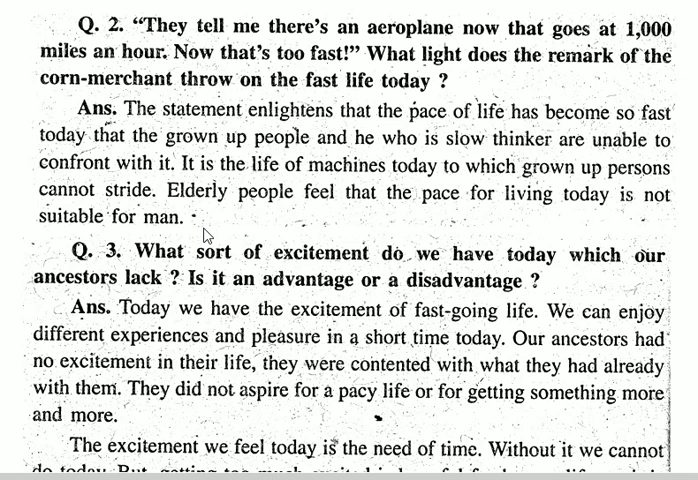 Q. 2. “They tell me there’s an aeroplane now that goes at 1,000
miles an hour. Now that’s too fast!” What light does the remark of the
corn-merchant throw on the fast life today ?
Ans. The statement enlightens that the pace of life has become so fast
today that the grown up people and he who is slow thinker are unable to
confront with it. It is the life of machines today to which grown up persons
cannot stride. Elderly people feel that the pace for living today is not
suitable for man.
Q. 3. What sort of excitement do we have today which our
ancestors lack ? Is it an advantage or a disadvantage ?
Ans. Today we have the excitement of fast-going life. We can enjoy
different experiences and pleasure in a short time today. Our ancestors had
no excitement in their life, they were contented with what they had already
with them. They did not aspire for a pacy life or for getting something more
and more.
The excitement we feel today is the need of time. Without it we cannot
do today. But getting too much